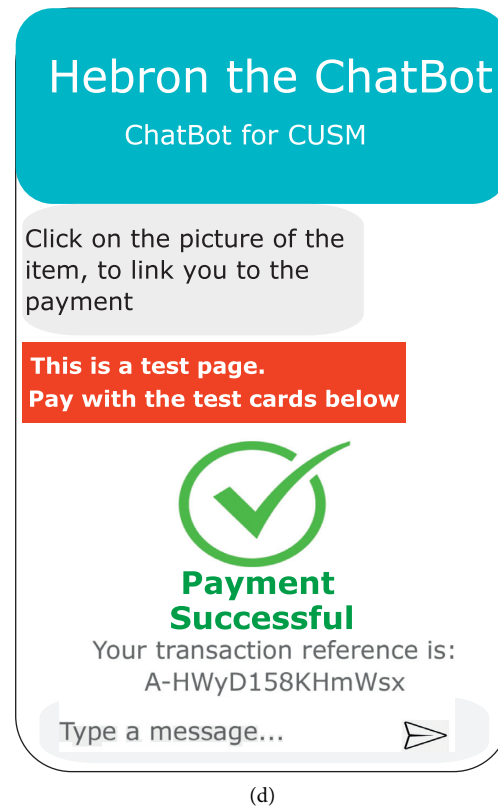 Hebron the ChatBot
ChatBot for CUSM
Click on the picture of the
item, to link you to the
payment
This is a test page.
Pay with the test cards below
Payment
Successful
Your transaction reference is:
A-HWyD158KHmWsx
Type a message...
(d)